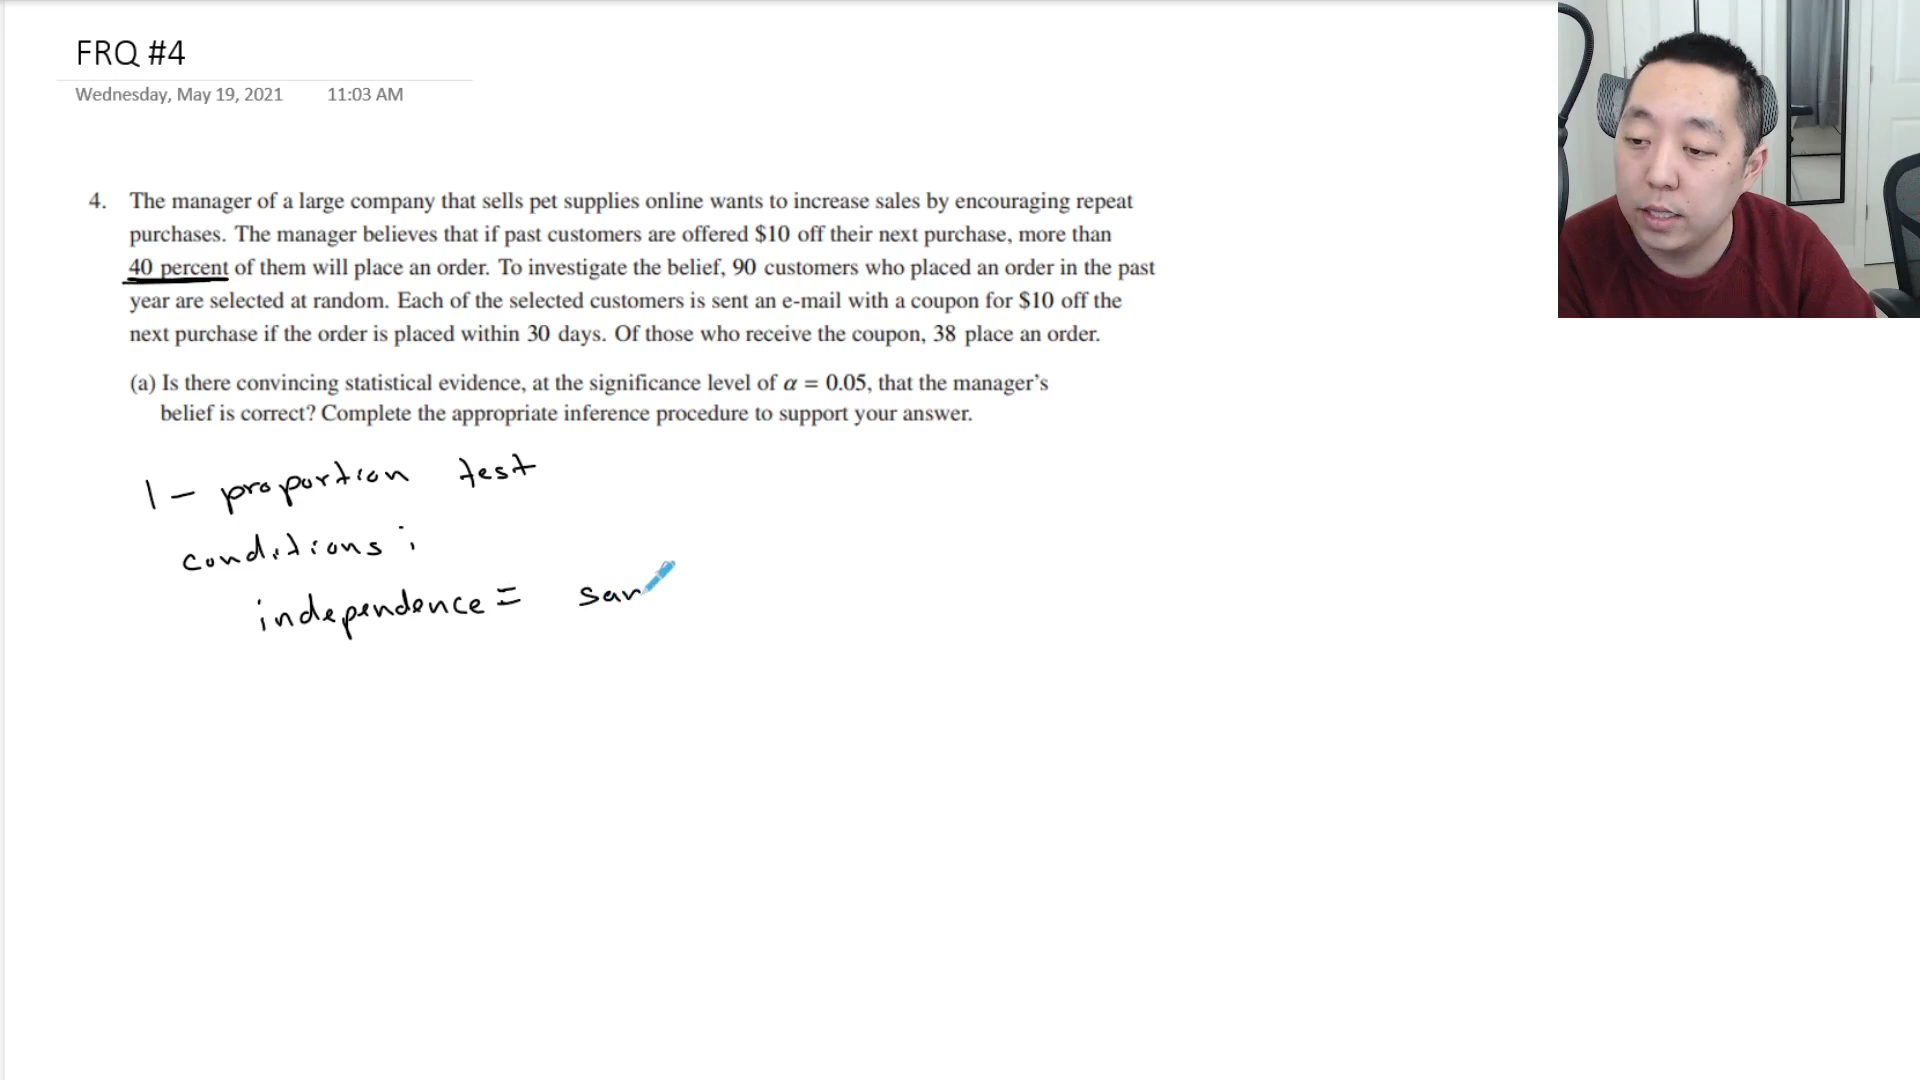 FRQ #4
Wednesday, May 19, 2021 11:03 AM
4. The manager of a large company that sells pet supplies online wants to increase sales by encouraging repeat
purchases. The manager believes that if past customers are offered $10 off their next purchase, more than
40 percent of them will place an order. To investigate the belief, 90 customers who placed an order in the past
year are selected at random. Each of the selected customers is sent an e-mail with a coupon for $10 off the
next purchase if the order is placed within 30 days. Of those who receive the coupon, 38 place an order.
(a) Is there convincing statistical evidence, at the significance level of α = 0.05, that the manager's
belief is correct? Complete the appropriate inference procedure to support your answer.
1 - proportion test
conditions:
independence = sam